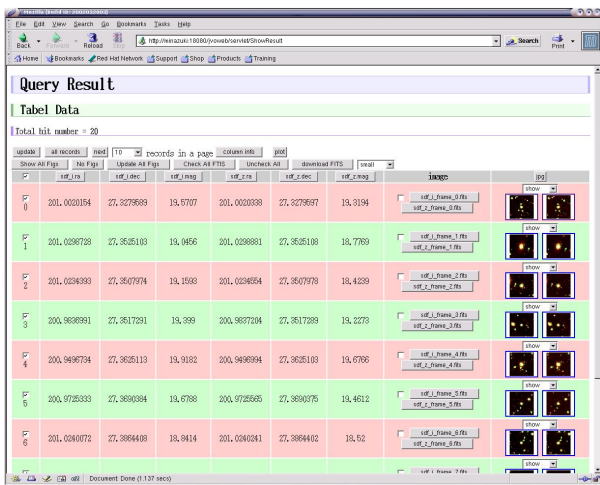 Mozilla {Build ID: 2002032803}
File Edit View Search Go Bookmarks Tasks Help
Back Forward Reload Stop http://minazuki:18080/jvoweb/servlet/ShowResult Search Print
Home Bookmarks Red Hat Network Support Shop Products Training
Query Result
Tabel Data
Total hit number = 20
update all records next 10 records in a page column info plot
Show All Figs No Figs Update All Figs Check All FTIS Uncheck All download FITS small
sdf_i.ra sdf_i.dec sdf_i.mag sdf_z.ra sdf_z.dec sdf_z.mag image jpg
show
0 201.0020154 27.3279589 19.5707 201.0020338 27.3279597 19.3194 sdf_i_frame_0.fits
sdf_z_frame_0.fits
show
1 201.0298728 27.3525103 19.0456 201.0298881 27.3525108 18.7769 sdf_i_frame_1.fits
sdf_z_frame_1.fits
show
2 201.0234393 27.3507974 19.1593 201.0234554 27.3507978 18.4239 sdf_i_frame_2.fits
sdf_z_frame_2.fits
show
3 200.9836991 27.3517291 19.399 200.9837204 27.3517289 19.2273 sdf_i_frame_3.fits
sdf_z_frame_3.fits
show
4 200.9496734 27.3625113 19.9182 200.9496994 27.3625103 19.6766 sdf_i_frame_4.fits
sdf_z_frame_4.fits
show
5 200.9725333 27.3690384 19.6788 200.9725565 27.3690375 19.4612 sdf_i_frame_5.fits
sdf_z_frame_5.fits
show
6 201.0240072 27.3864408 18.8414 201.0240241 27.3864402 18.52 sdf_i_frame_6.fits
sdf_z_frame_6.fits
show
sdf_i_frame_7.fits
Document: Done (1.137 secs)